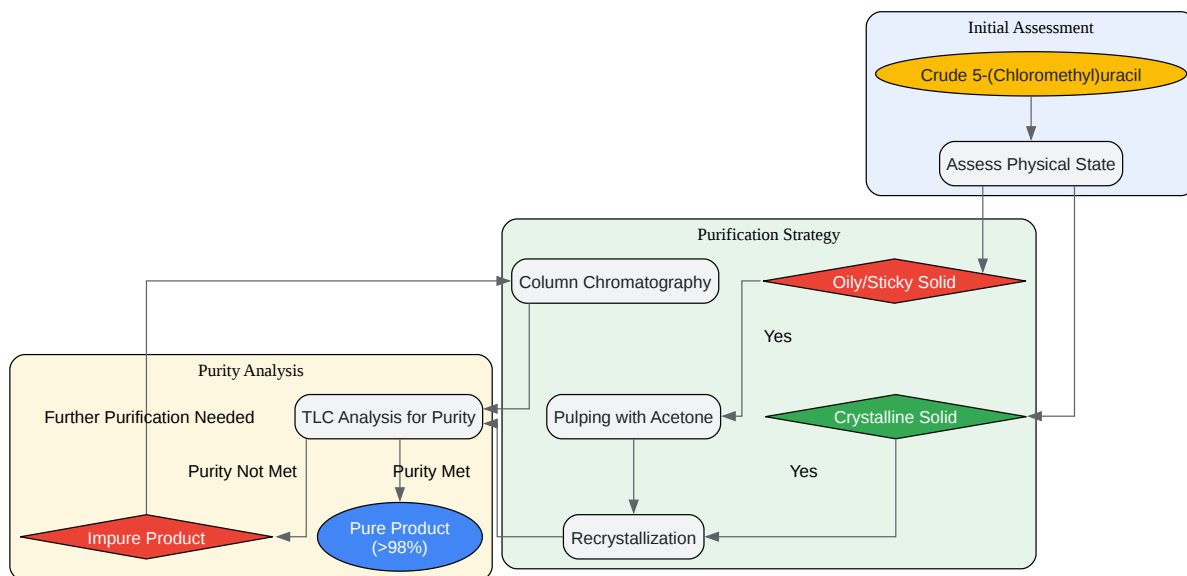 Initial Assessment
Crude 5-(Chloromethyl)uracil
Assess Physical State
Purification Strategy
Column Chromatography
Oily/Sticky Solid
Yes
Purity Analysis
Further Purification Needed
TLC Analysis for Purity
Pulping with Acetone
Crystalline Solid
Purity Not Met
Purity Met
Yes
Impure Product
Pure Product
(>98%)
Recrystallization